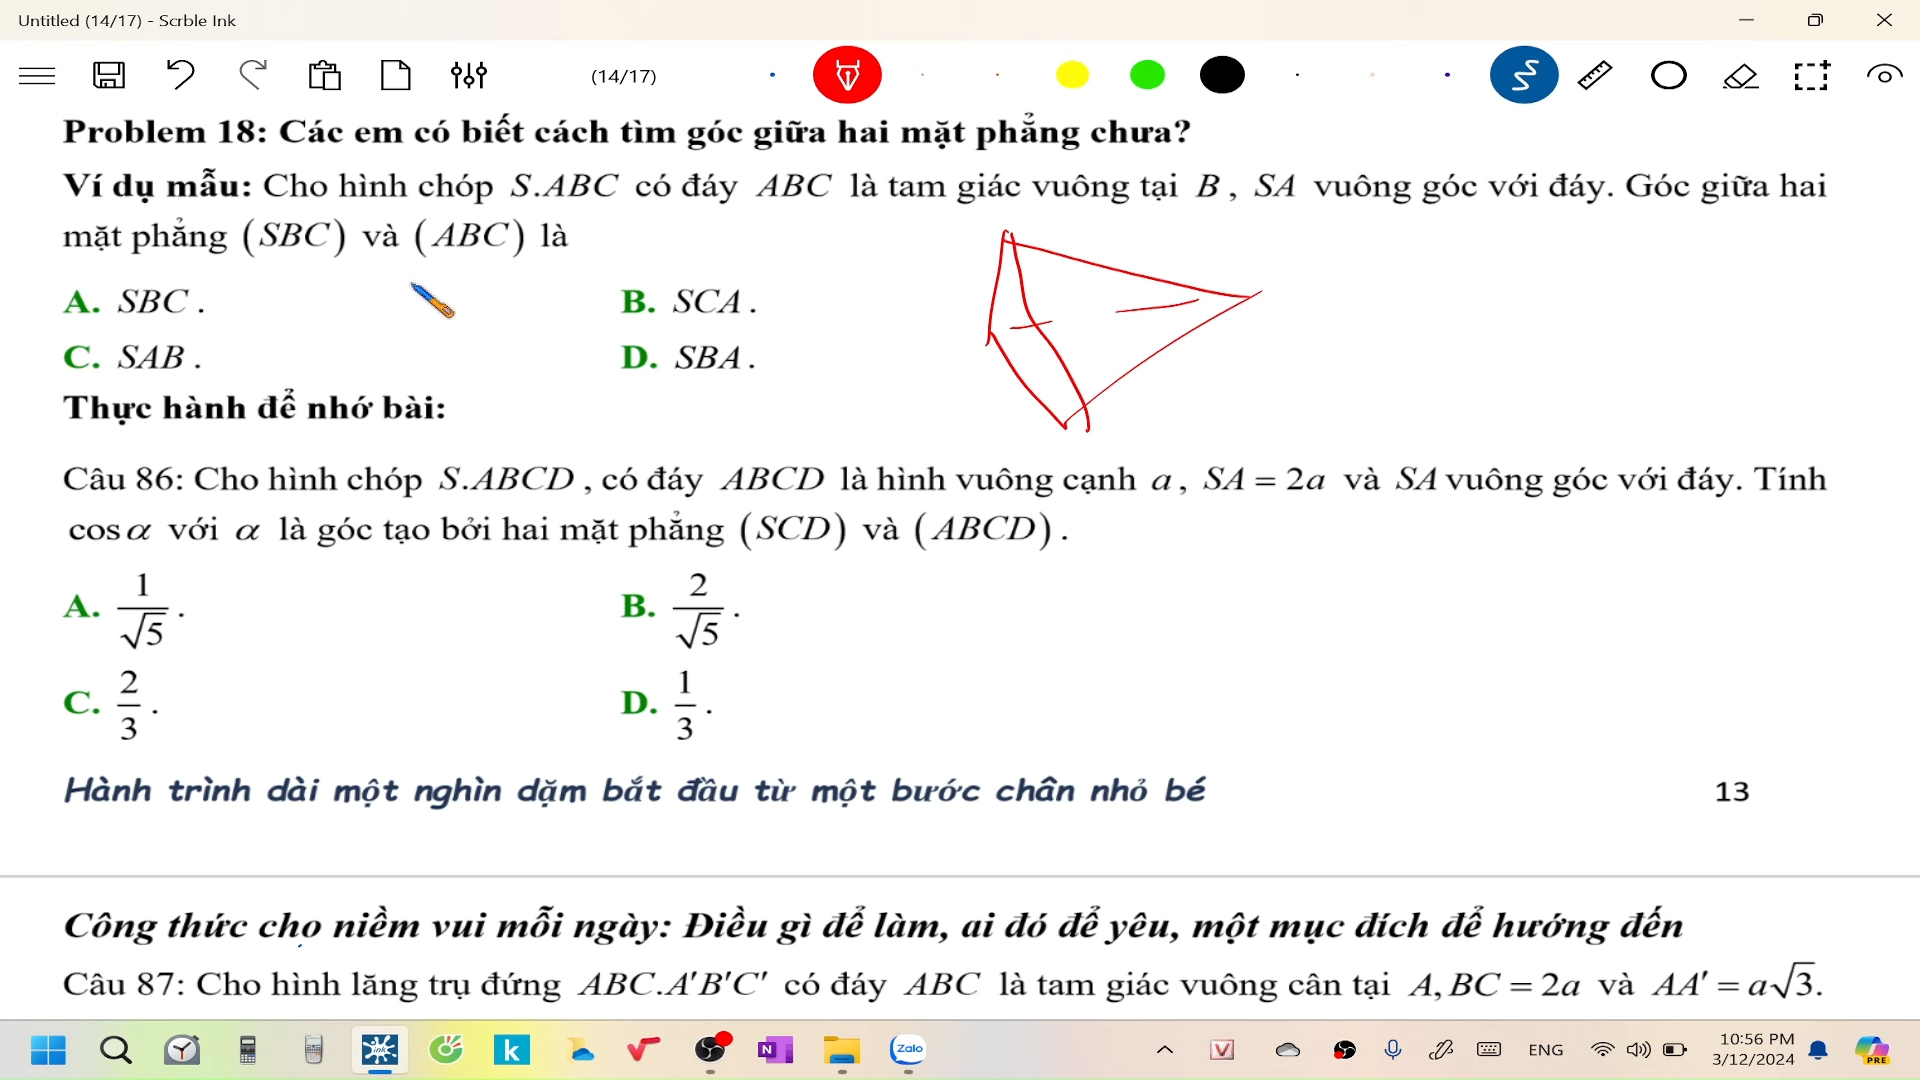 Untitled (14/17) - Scrble Ink
(14/17)
Problem 18: Các em có biết cách tìm góc giữa hai mặt phẳng chưa?
Ví dụ mẫu: Cho hình chóp S.ABC có đáy ABC là tam giác vuông tại B, SA vuông góc với đáy. Góc giữa hai
mặt phẳng (SBC) và (ABC) là
A. SBC. B. SCA.
C. SAB. D. SBA.
Thực hành để nhớ bài:
Câu 86: Cho hình chóp S.ABCD, có đáy ABCD là hình vuông cạnh a, SA = 2a và SA vuông góc với đáy. Tính
cos α với α là góc tạo bởi hai mặt phẳng (SCD) và (ABCD).
A. 1/√5. B. 2/√5.
C. 2/3. D. 1/3.
Hành trình dài một nghìn dặm bắt đầu từ một bước chân nhỏ bé 13
Công thức cho niềm vui mỗi ngày: Điều gì để làm, ai đó để yêu, một mục đích để hướng đến
Câu 87: Cho hình lăng trụ đứng ABC.A'B'C' có đáy ABC là tam giác vuông cân tại A, BC = 2a và AA' = a√3.
ink k N Zalo V ENG 10:56 PM
3/12/2024 PRE